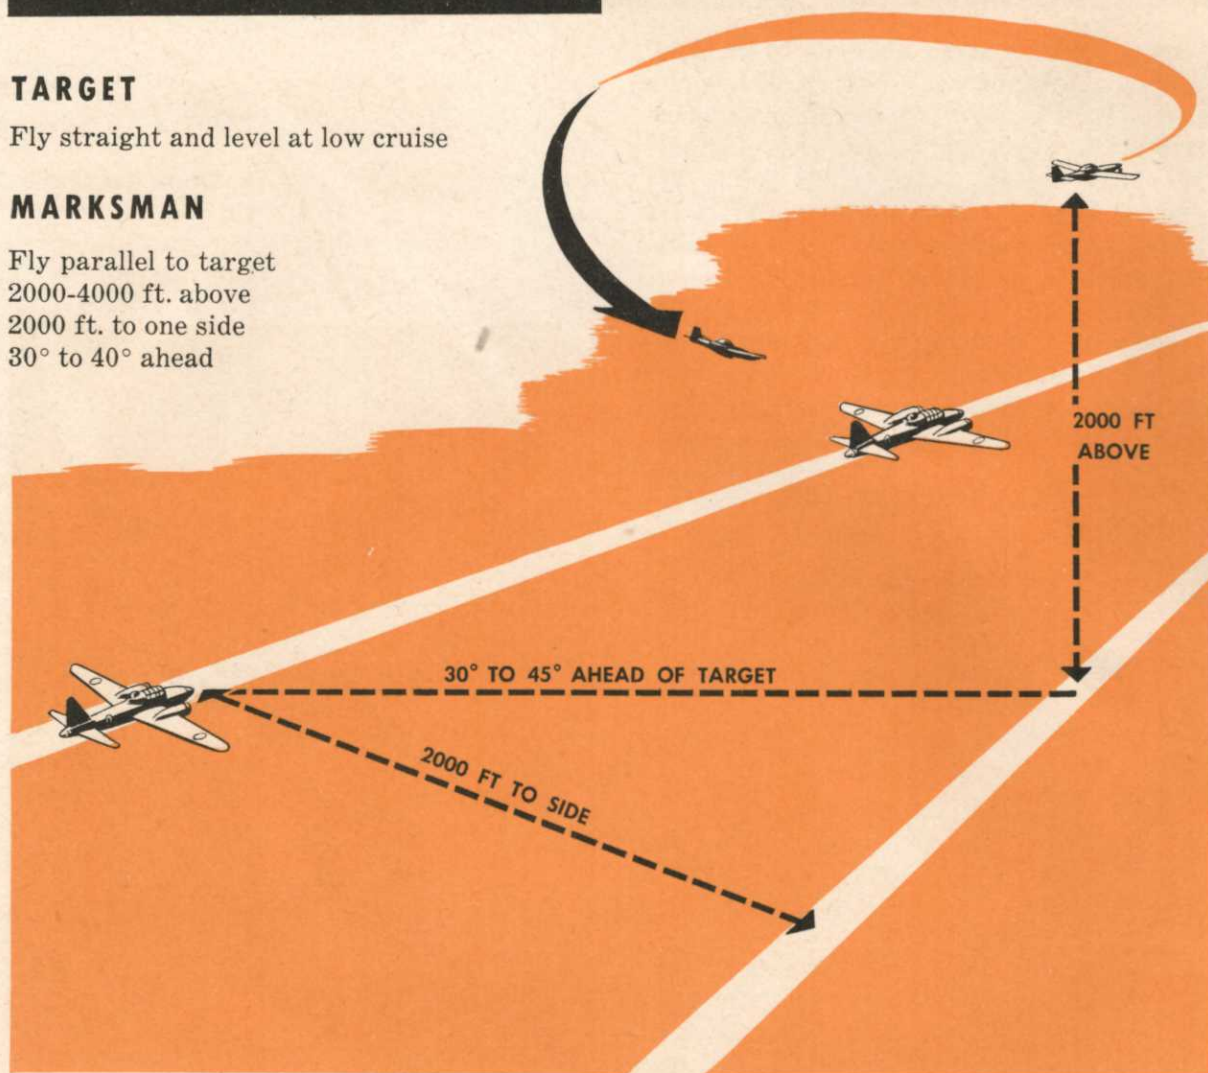 TARGET
Fly straight and level at low cruise
MARKSMAN
Fly parallel to target
2000-4000 ft. above
2000 ft. to one side
30° to 40° ahead
2000 FT
ABOVE
30° TO 45° AHEAD OF TARGET
2000 FT TO SIDE